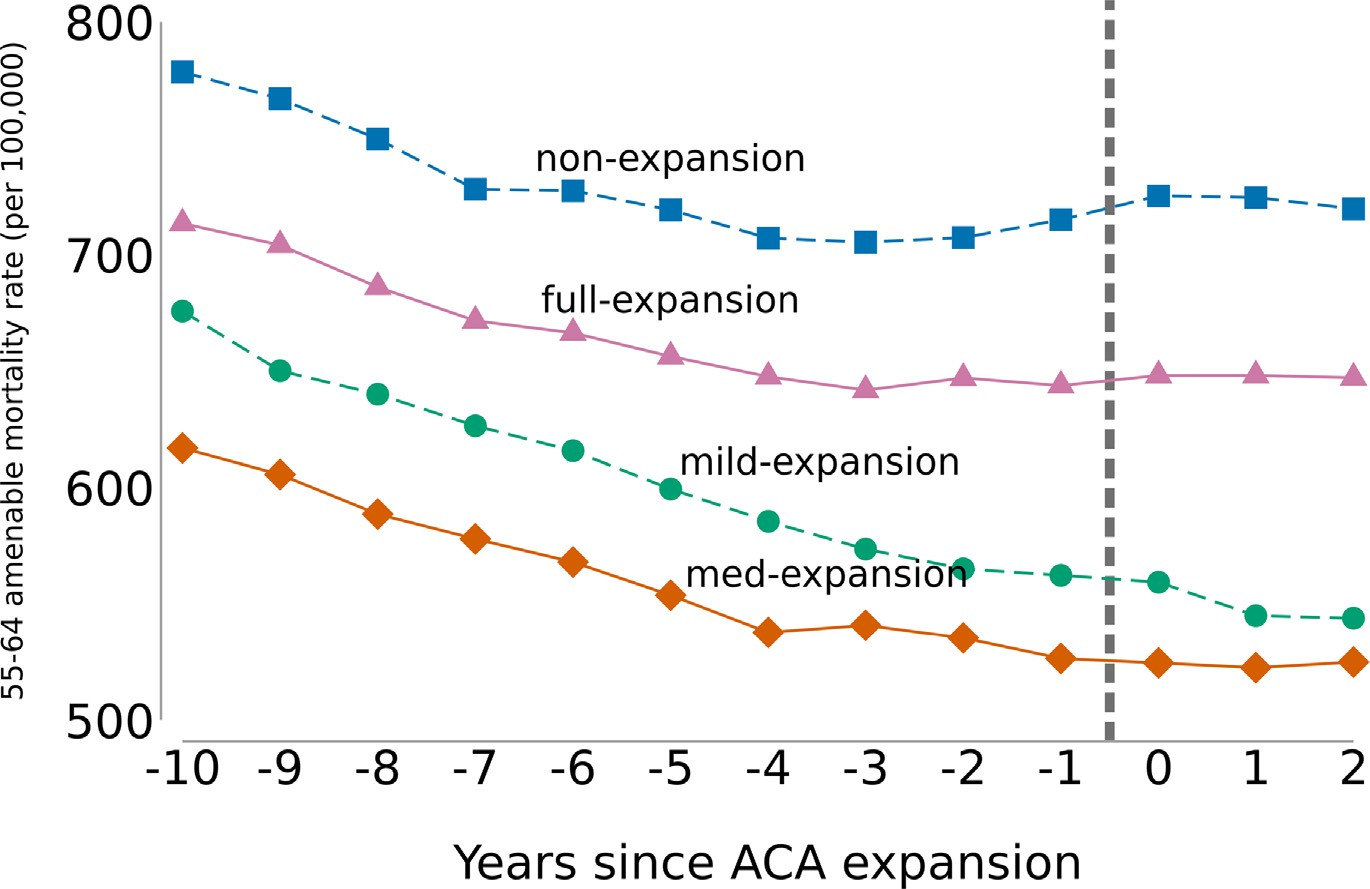 55-64 amenable mortality rate (per 100,000)
800
700
600
500
non-expansion
full-expansion
mild-expansion
med-expansion
-10 -9 -8 -7 -6 -5 -4 -3 -2 -1 0 1 2
Years since ACA expansion